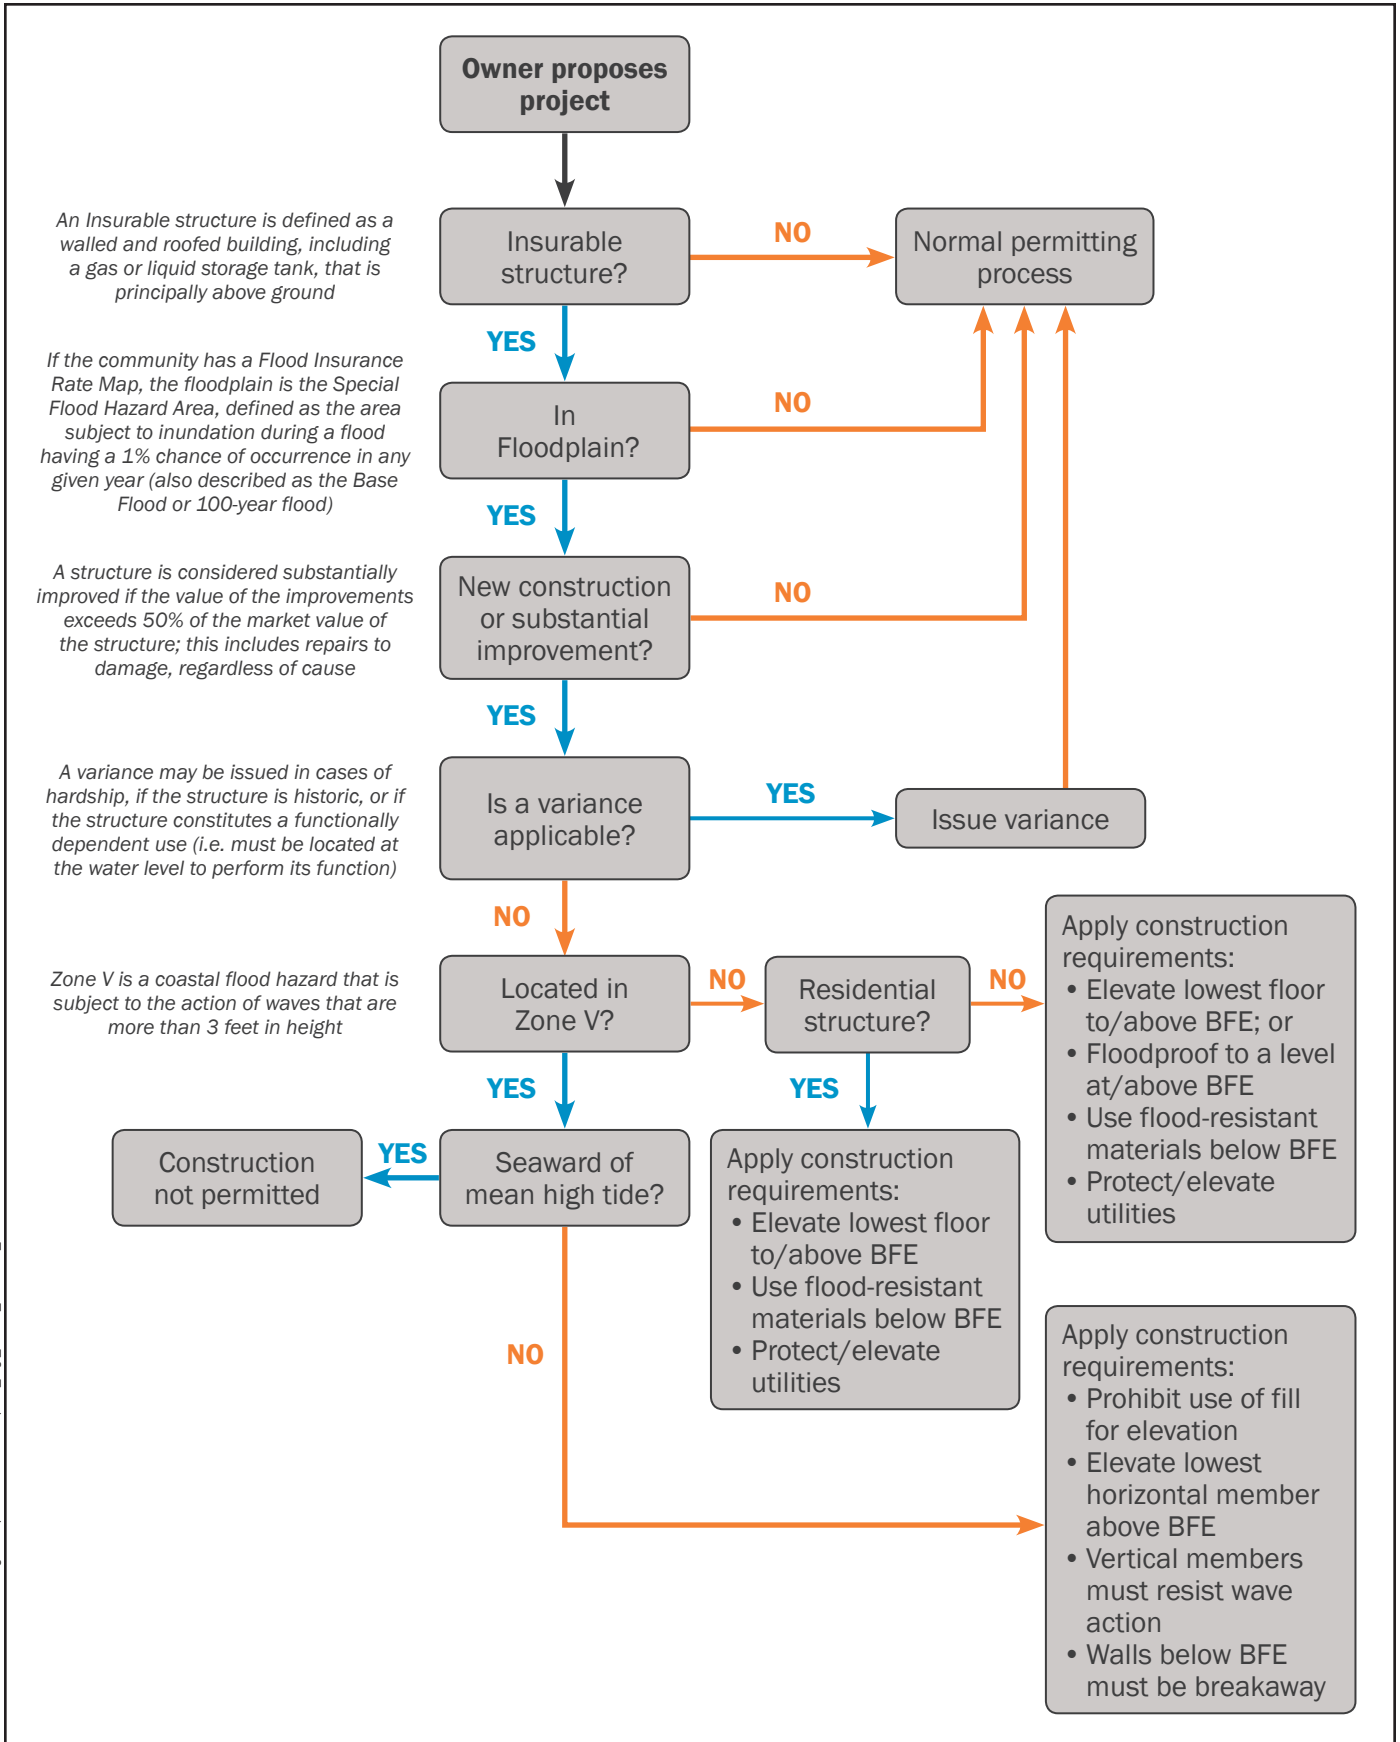 Owner proposes
project
An Insurable structure is defined as a
walled and roofed building, including
a gas or liquid storage tank, that is
principally above ground
Insurable
structure?
NO
Normal permitting
process
YES
If the community has a Flood Insurance
Rate Map, the floodplain is the Special
Flood Hazard Area, defined as the area
subject to inundation during a flood
having a 1% chance of occurrence in any
given year (also described as the Base
Flood or 100-year flood)
In
Floodplain?
NO
YES
A structure is considered substantially
improved if the value of the improvements
exceeds 50% of the market value of
the structure; this includes repairs to
damage, regardless of cause
New construction
or substantial
improvement?
NO
YES
A variance may be issued in cases of
hardship, if the structure is historic, or if
the structure constitutes a functionally
dependent use (i.e. must be located at
the water level to perform its function)
Is a variance
applicable?
YES
Issue variance
NO
Zone V is a coastal flood hazard that is
subject to the action of waves that are
more than 3 feet in height
Located in
Zone V?
NO
Residential
structure?
NO
Apply construction
requirements:
• Elevate lowest floor
to/above BFE; or
• Floodproof to a level
at/above BFE
• Use flood-resistant
materials below BFE
• Protect/elevate
utilities
YES
YES
Construction
not permitted
YES
Seaward of
mean high tide?
Apply construction
requirements:
• Elevate lowest floor
to/above BFE
• Use flood-resistant
materials below BFE
• Protect/elevate
utilities
NO
Apply construction
requirements:
• Prohibit use of fill
for elevation
• Elevate lowest
horizontal member
above BFE
• Vertical members
must resist wave
action
• Walls below BFE
must be breakaway